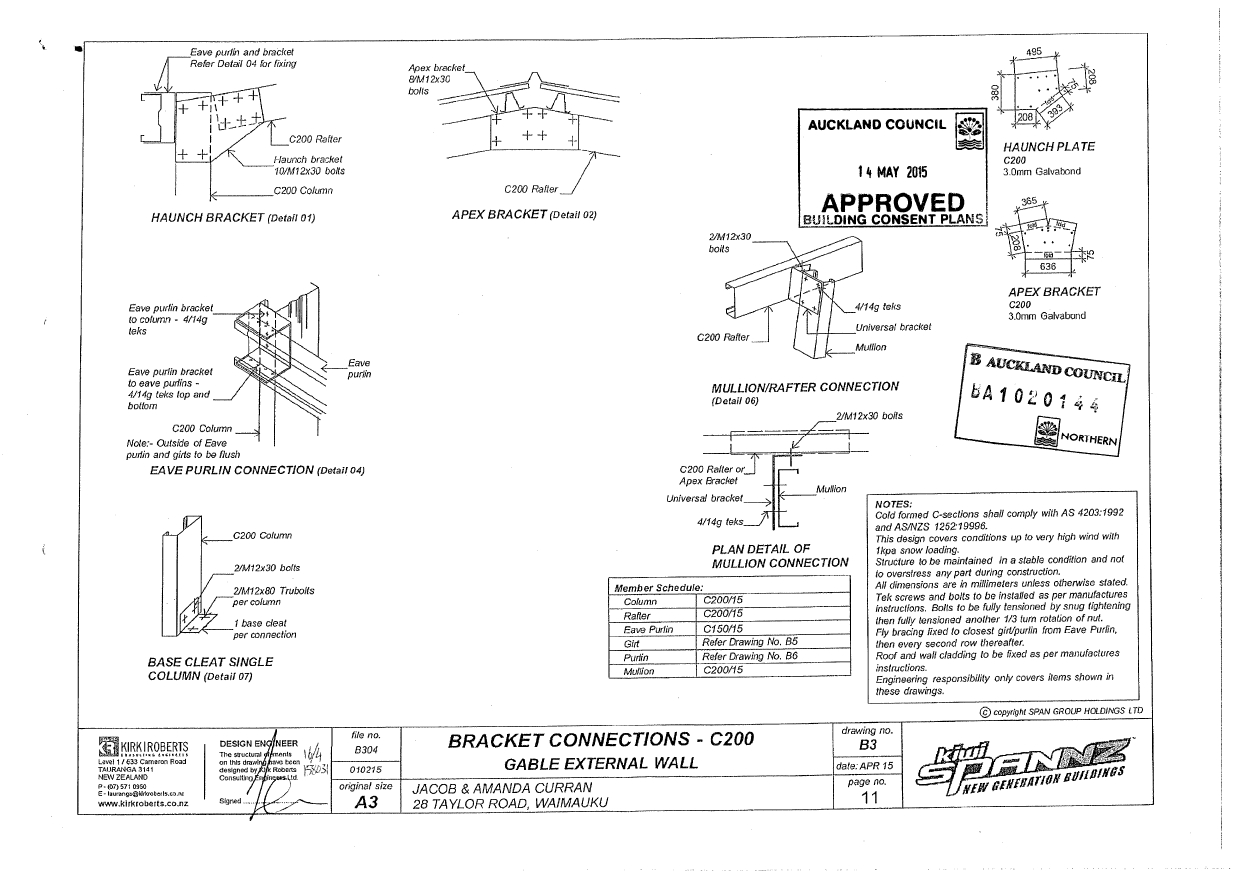 Eave purlin and bracket
Refer Detail 04 for fixing
C200 Rafter
Haunch bracket
10/M12x30 bolts
C200 Column
HAUNCH BRACKET (Detail 01)
Apex bracket
8/M12x30
bolts
C200 Rafter
APEX BRACKET (Detail 02)
AUCKLAND COUNCIL
14 MAY 2015
APPROVED
BUILDING CONSENT PLANS
495
380
208
75
208
393
HAUNCH PLATE
C200
3.0mm Galvabond
365
75
208
75
636
APEX BRACKET
C200
3.0mm Galvabond
Eave purlin bracket
to column - 4/14g
teks
Eave purlin bracket
to eave purlins -
4/14g teks top and
bottom
Eave
purlin
C200 Column
Note:- Outside of Eave
purlin and girts to be flush
EAVE PURLIN CONNECTION (Detail 04)
2/M12x30
bolts
4/14g teks
Universal bracket
C200 Rafter
Mullion
MULLION/RAFTER CONNECTION
(Detail 06)
B AUCKLAND COUNCIL
BA1020144
NORTHERN
2/M12x30 bolts
C200 Rafter or
Apex Bracket
Universal bracket
Mullion
4/14g teks
PLAN DETAIL OF
MULLION CONNECTION
C200 Column
2/M12x30 bolts
2/M12x80 Trubolts
per column
1 base cleat
per connection
BASE CLEAT SINGLE
COLUMN (Detail 07)
Member Schedule:
Column C200/15
Rafter C200/15
Eave Purlin C150/15
Girt Refer Drawing No. B5
Purlin Refer Drawing No. B6
Mullion C200/15
NOTES:
Cold formed C-sections shall comply with AS 4203:1992
and AS/NZS 1252:19996.
This design covers conditions up to very high wind with
1kpa snow loading.
Structure to be maintained in a stable condition and not
to overstress any part during construction.
All dimensions are in millimeters unless otherwise stated.
Tek screws and bolts to be installed as per manufactures
instructions. Bolts to be fully tensioned by snug tightening
then fully tensioned another 1/3 turn rotation of nut.
Fly bracing fixed to closest girt/purlin from Eave Purlin,
then every second row thereafter.
Roof and wall cladding to be fixed as per manufactures
instructions.
Engineering responsibility only covers items shown in
these drawings.
© copyright SPAN GROUP HOLDINGS LTD
KIRK ROBERTS
CONSULTING ENGINEERS
Level 1 / 633 Cameron Road
TAURANGA 3141
NEW ZEALAND
P - (07) 571 0950
E - tauranga@kirkroberts.co.nz
www.kirkroberts.co.nz
DESIGN ENGINEER
The structural elements
on this drawing have been
designed by Kirk Roberts
Consulting Engineers Ltd.
Signed
16/4
file no.
B304
010215
original size
A3
BRACKET CONNECTIONS - C200
GABLE EXTERNAL WALL
JACOB & AMANDA CURRAN
28 TAYLOR ROAD, WAIMAUKU
drawing no.
B3
date: APR 15
page no.
11
kiwi
SPANNZ
NEW GENERATION BUILDINGS